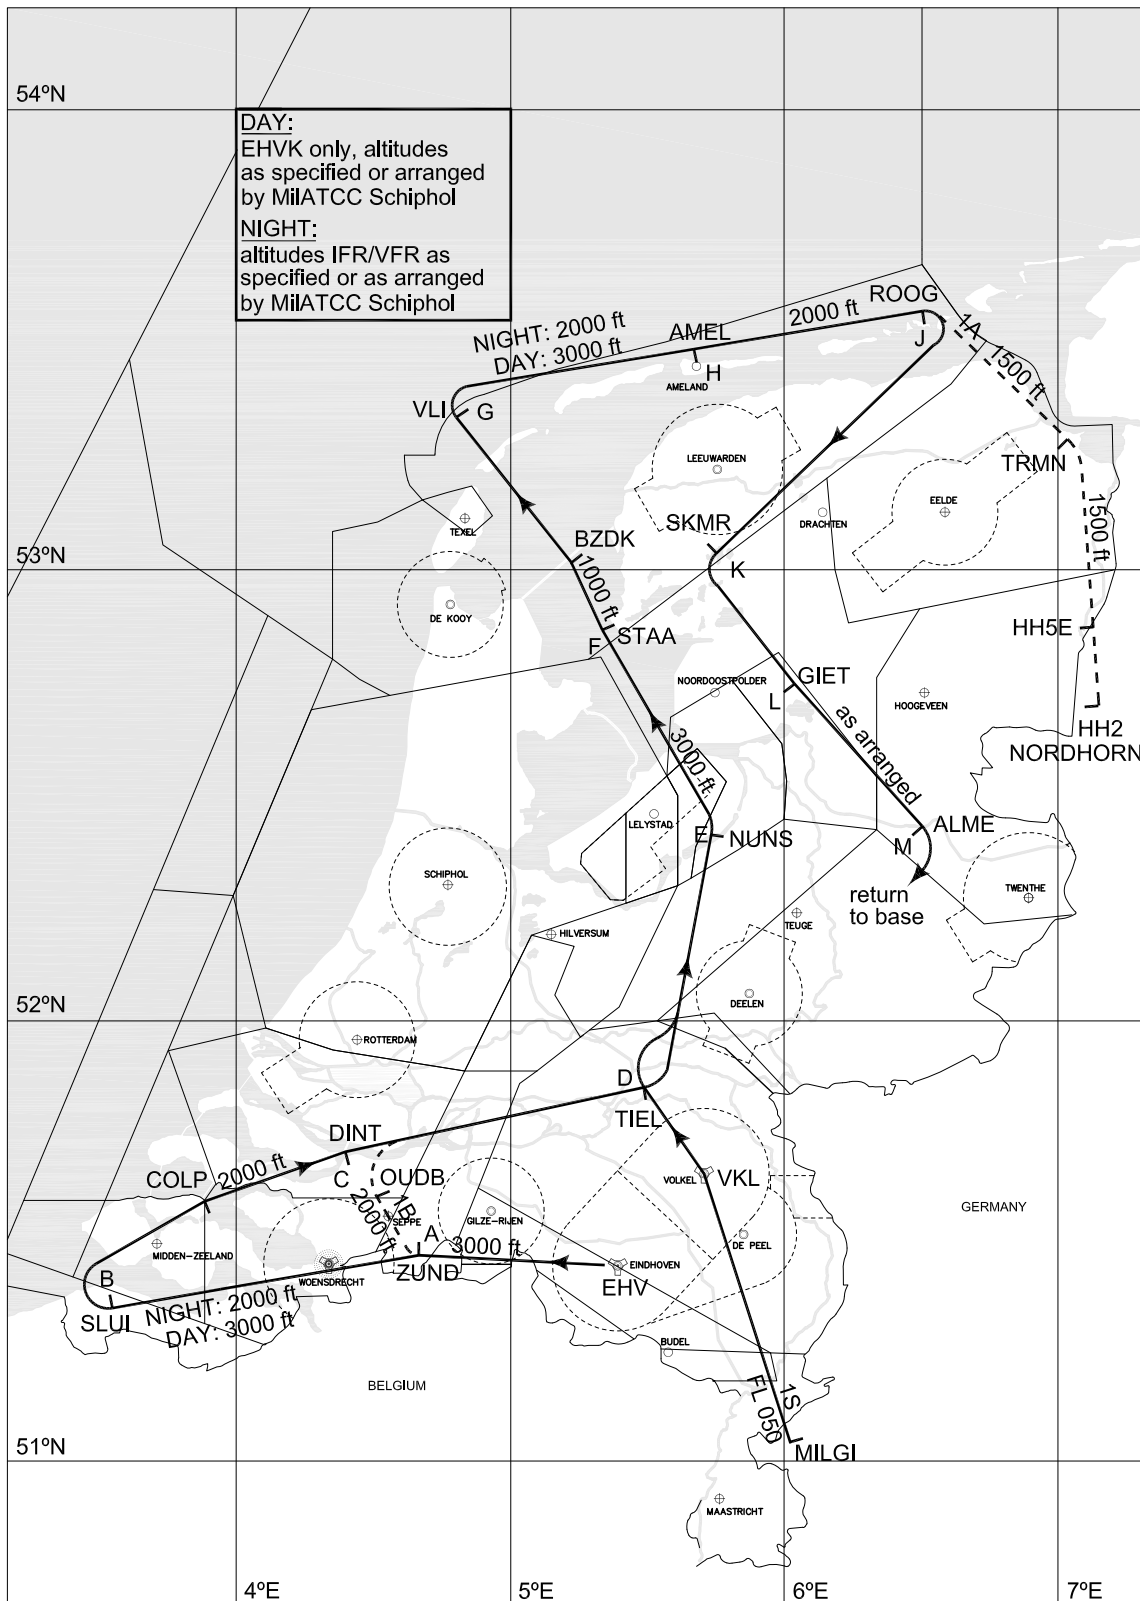 54ºN
DAY:
EHVK only, altitudes
as specified or arranged
by MilATCC Schiphol
NIGHT:
altitudes IFR/VFR as
specified or as arranged
by MilATCC Schiphol
ROOG
2000 ft
1A
J
NIGHT: 2000 ft
DAY: 3000 ft
AMEL
H
AMELAND
1500 ft
VLI
G
LEEUWARDEN
TRMN
EELDE
DRACHTEN
1500 ft
TEXEL
SKMR
BZDK
53ºN
K
1000 ft
DE KOOY
STAA
F
HH5E
GIET
NOORDOOSTPOLDER
L
HOOGEVEEN
as arranged
HH2
NORDHORN
3000 ft
LELYSTAD
E
NUNS
ALME
M
SCHIPHOL
return
to base
TWENTHE
TEUGE
HILVERSUM
DEELEN
52ºN
ROTTERDAM
D
TIEL
DINT
C
COLP
2000 ft
OUDB
1B
2000 ft
VOLKEL
VKL
GERMANY
SEPPE
GILZE-RIJEN
A
3000 ft
DE PEEL
MIDDEN-ZEELAND
WOENSDRECHT
ZUND
EINDHOVEN
EHV
B
SLUI
NIGHT: 2000 ft
DAY: 3000 ft
BUDEL
BELGIUM
1S
FL 050
MILGI
51ºN
MAASTRICHT
4ºE
5ºE
6ºE
7ºE